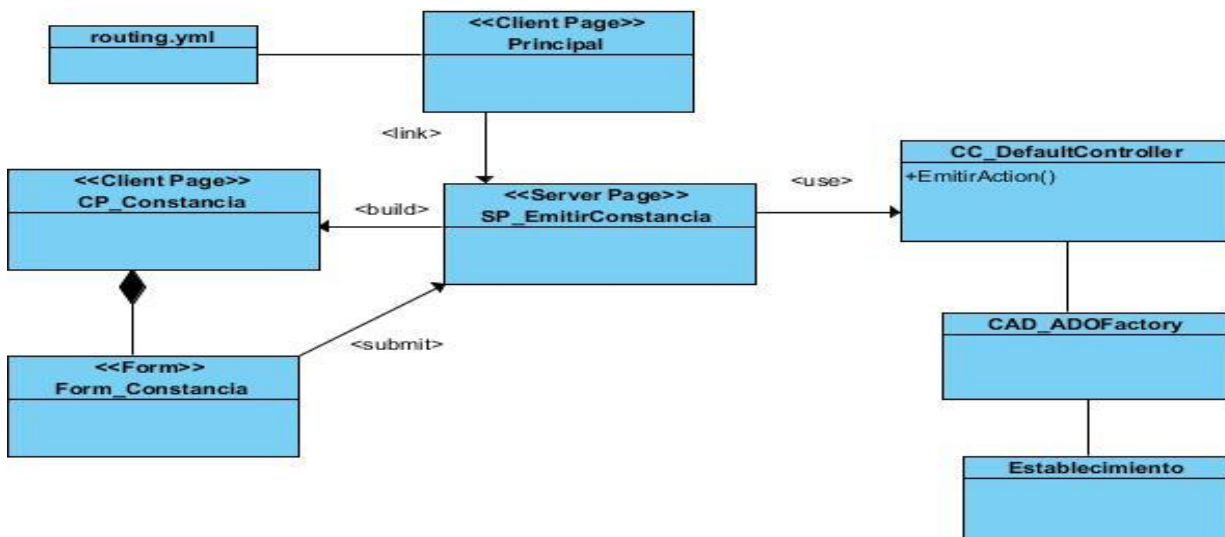 <<Client Page>>
Principal
routing.yml
<link>
CC_DefaultController
+EmitirAction()
<<Client Page>>
CP_Constancia
<build>
<<Server Page>>
SP_EmitirConstancia
<use>
CAD_ADOFactory
<submit>
<<Form>>
Form_Constancia
Establecimiento